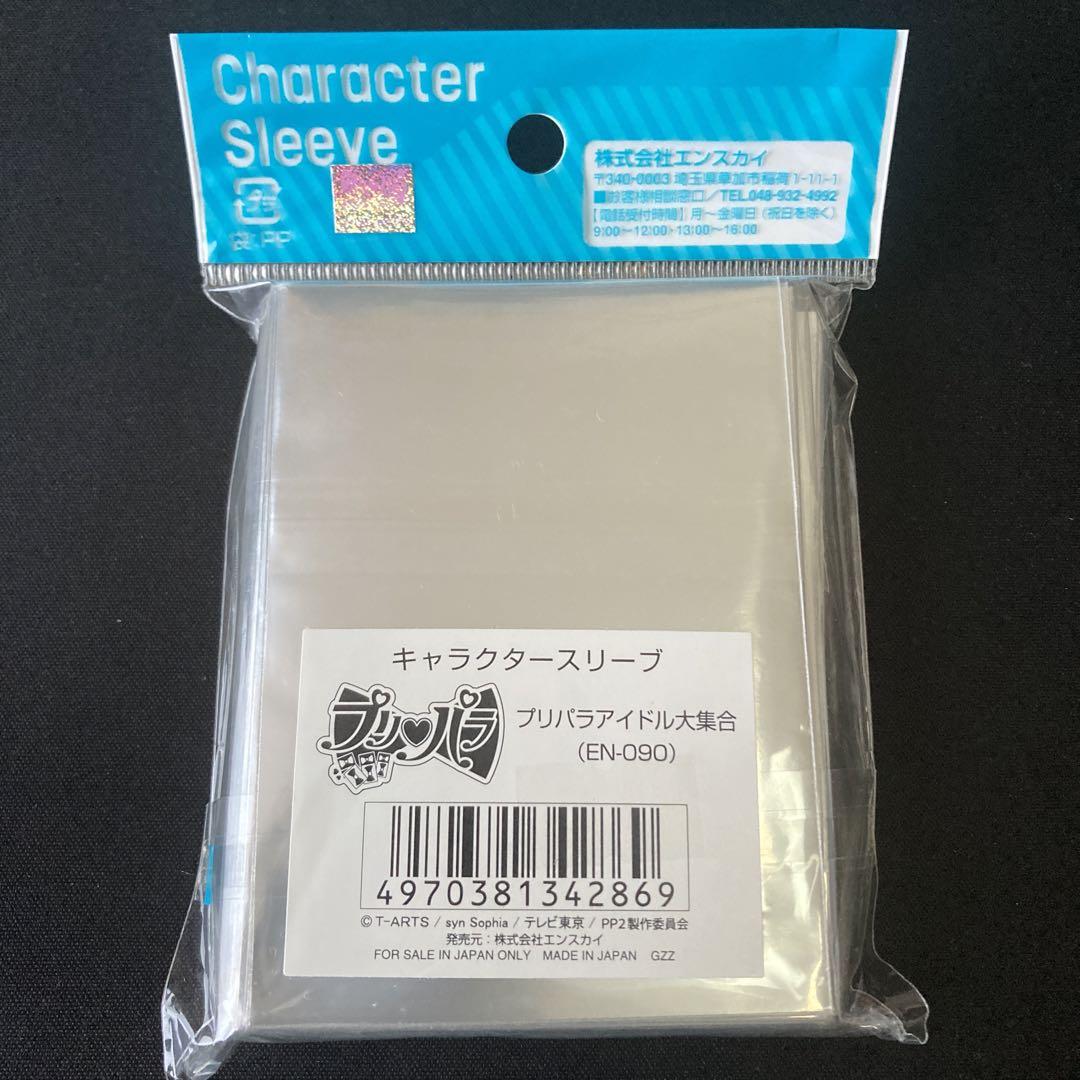 Character
Sleeve
プラ
袋:PP
株式会社エンスカイ
〒340-0003 埼玉県草加市稲荷1-11-1
■お客様相談窓口/TEL.048-932-4992
【電話受付時間】月〜金曜日(祝日を除く)
9:00〜12:00・13:00〜16:00
キャラクタースリーブ
プリ♥パラ
プリパラアイドル大集合
(EN-090)
4970381342869
© T-ARTS / syn Sophia / テレビ東京 / PP2製作委員会
発売元:株式会社エンスカイ
FOR SALE IN JAPAN ONLY MADE IN JAPAN GZZ